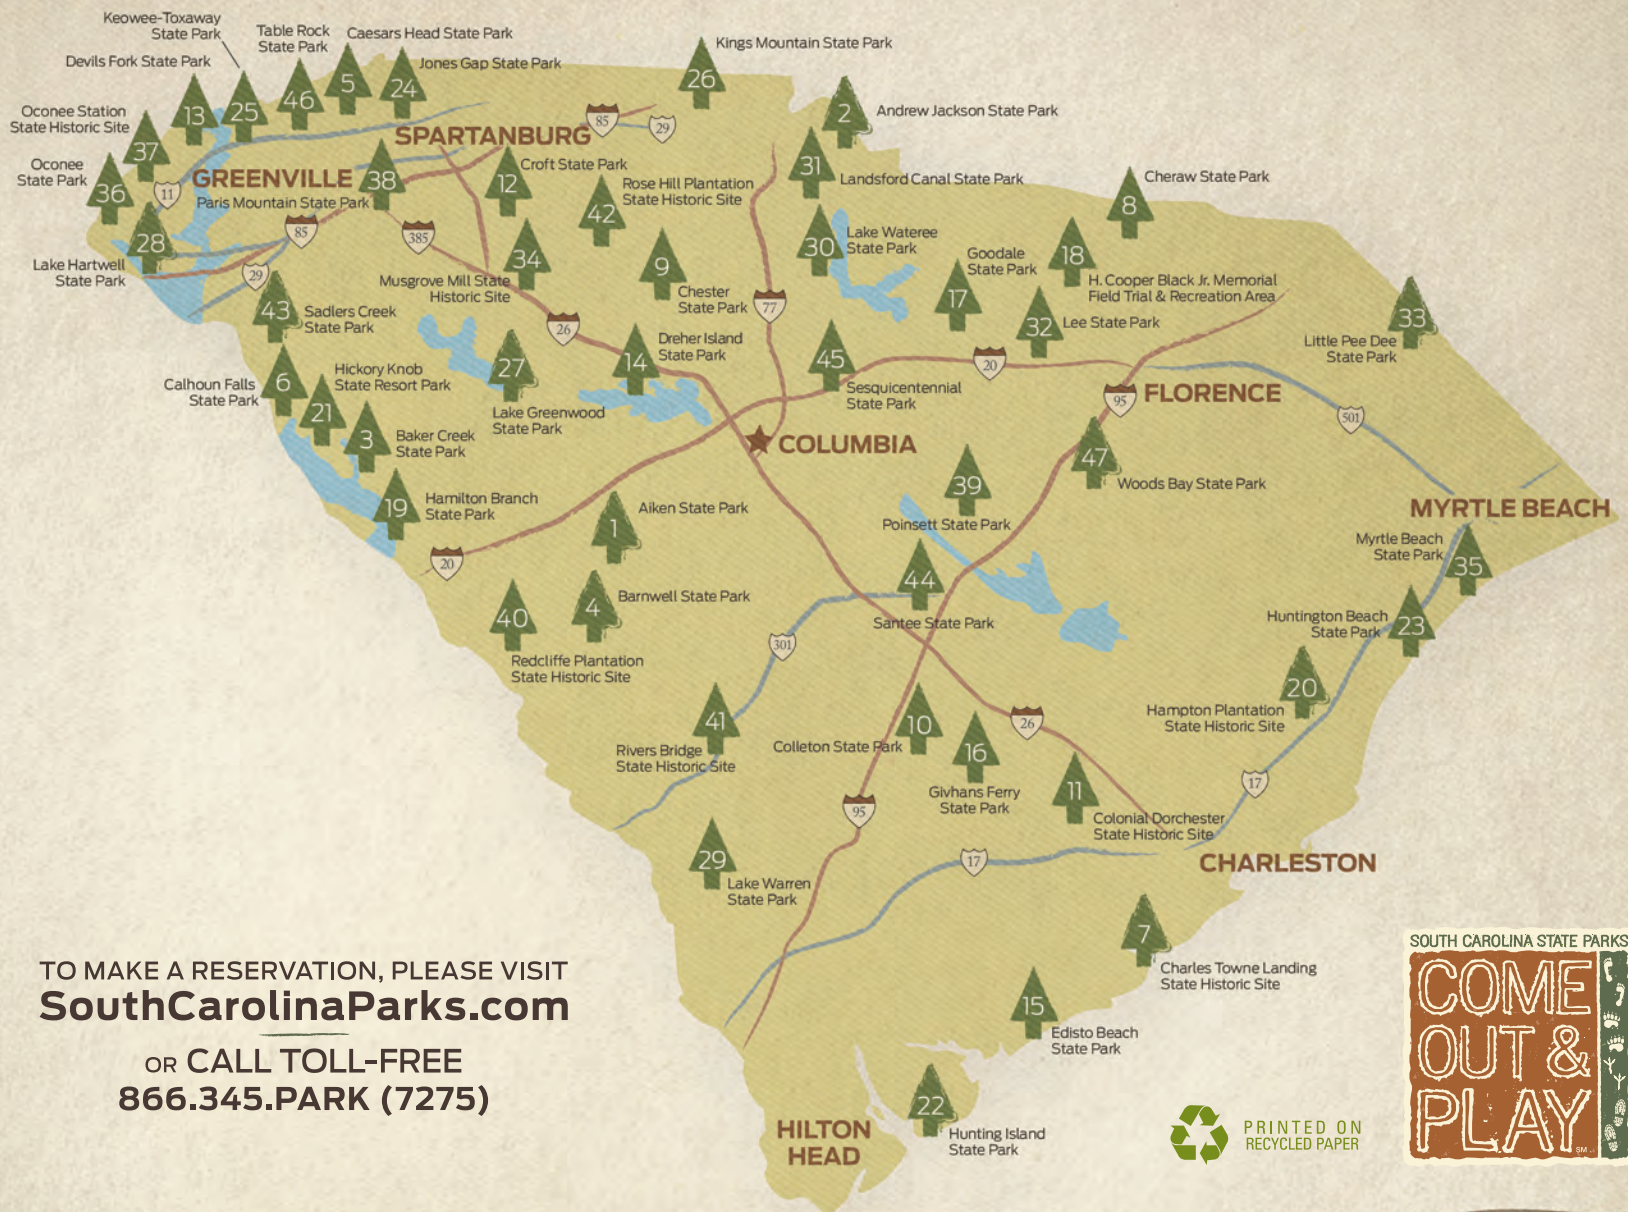 Keowee-Toxaway
State Park
Table Rock
State Park
Caesars Head State Park
Kings Mountain State Park
Devils Fork State Park
Jones Gap State Park
5
24
26
46
25
13
2
Andrew Jackson State Park
Oconee Station
State Historic Site
37
SPARTANBURG
85
29
31
Landsford Canal State Park
Oconee
State Park
36
11
GREENVILLE
38
Paris Mountain State Park
12
Croft State Park
42
Rose Hill Plantation
State Historic Site
8
Cheraw State Park
28
Lake Hartwell
State Park
85
385
29
34
Musgrove Mill State
Historic Site
9
Chester
State Park
77
30
Lake Wateree
State Park
Goodale
State Park
17
18
H. Cooper Black Jr. Memorial
Field Trial & Recreation Area
32
Lee State Park
33
Little Pee Dee
State Park
43
Sadlers Creek
State Park
26
14
Dreher Island
State Park
27
Lake Greenwood
State Park
45
Sesquicentennial
State Park
20
95
FLORENCE
501
6
Calhoun Falls
State Park
21
Hickory Knob
State Resort Park
3
Baker Creek
State Park
COLUMBIA
39
Poinsett State Park
47
Woods Bay State Park
19
Hamilton Branch
State Park
20
1
Aiken State Park
MYRTLE BEACH
Myrtle Beach
State Park
35
40
Redcliffe Plantation
State Historic Site
4
Barnwell State Park
44
Santee State Park
301
Huntington Beach
State Park
23
20
Hampton Plantation
State Historic Site
41
Rivers Bridge
State Historic Site
10
Colleton State Park
16
Givhans Ferry
State Park
26
11
Colonial Dorchester
State Historic Site
17
95
29
Lake Warren
State Park
17
CHARLESTON
7
Charles Towne Landing
State Historic Site
15
Edisto Beach
State Park
22
Hunting Island
State Park
HILTON
HEAD
TO MAKE A RESERVATION, PLEASE VISIT
SouthCarolinaParks.com
OR CALL TOLL-FREE
866.345.PARK (7275)
PRINTED ON
RECYCLED PAPER
SOUTH CAROLINA STATE PARKS
COME
OUT &
PLAY
SM